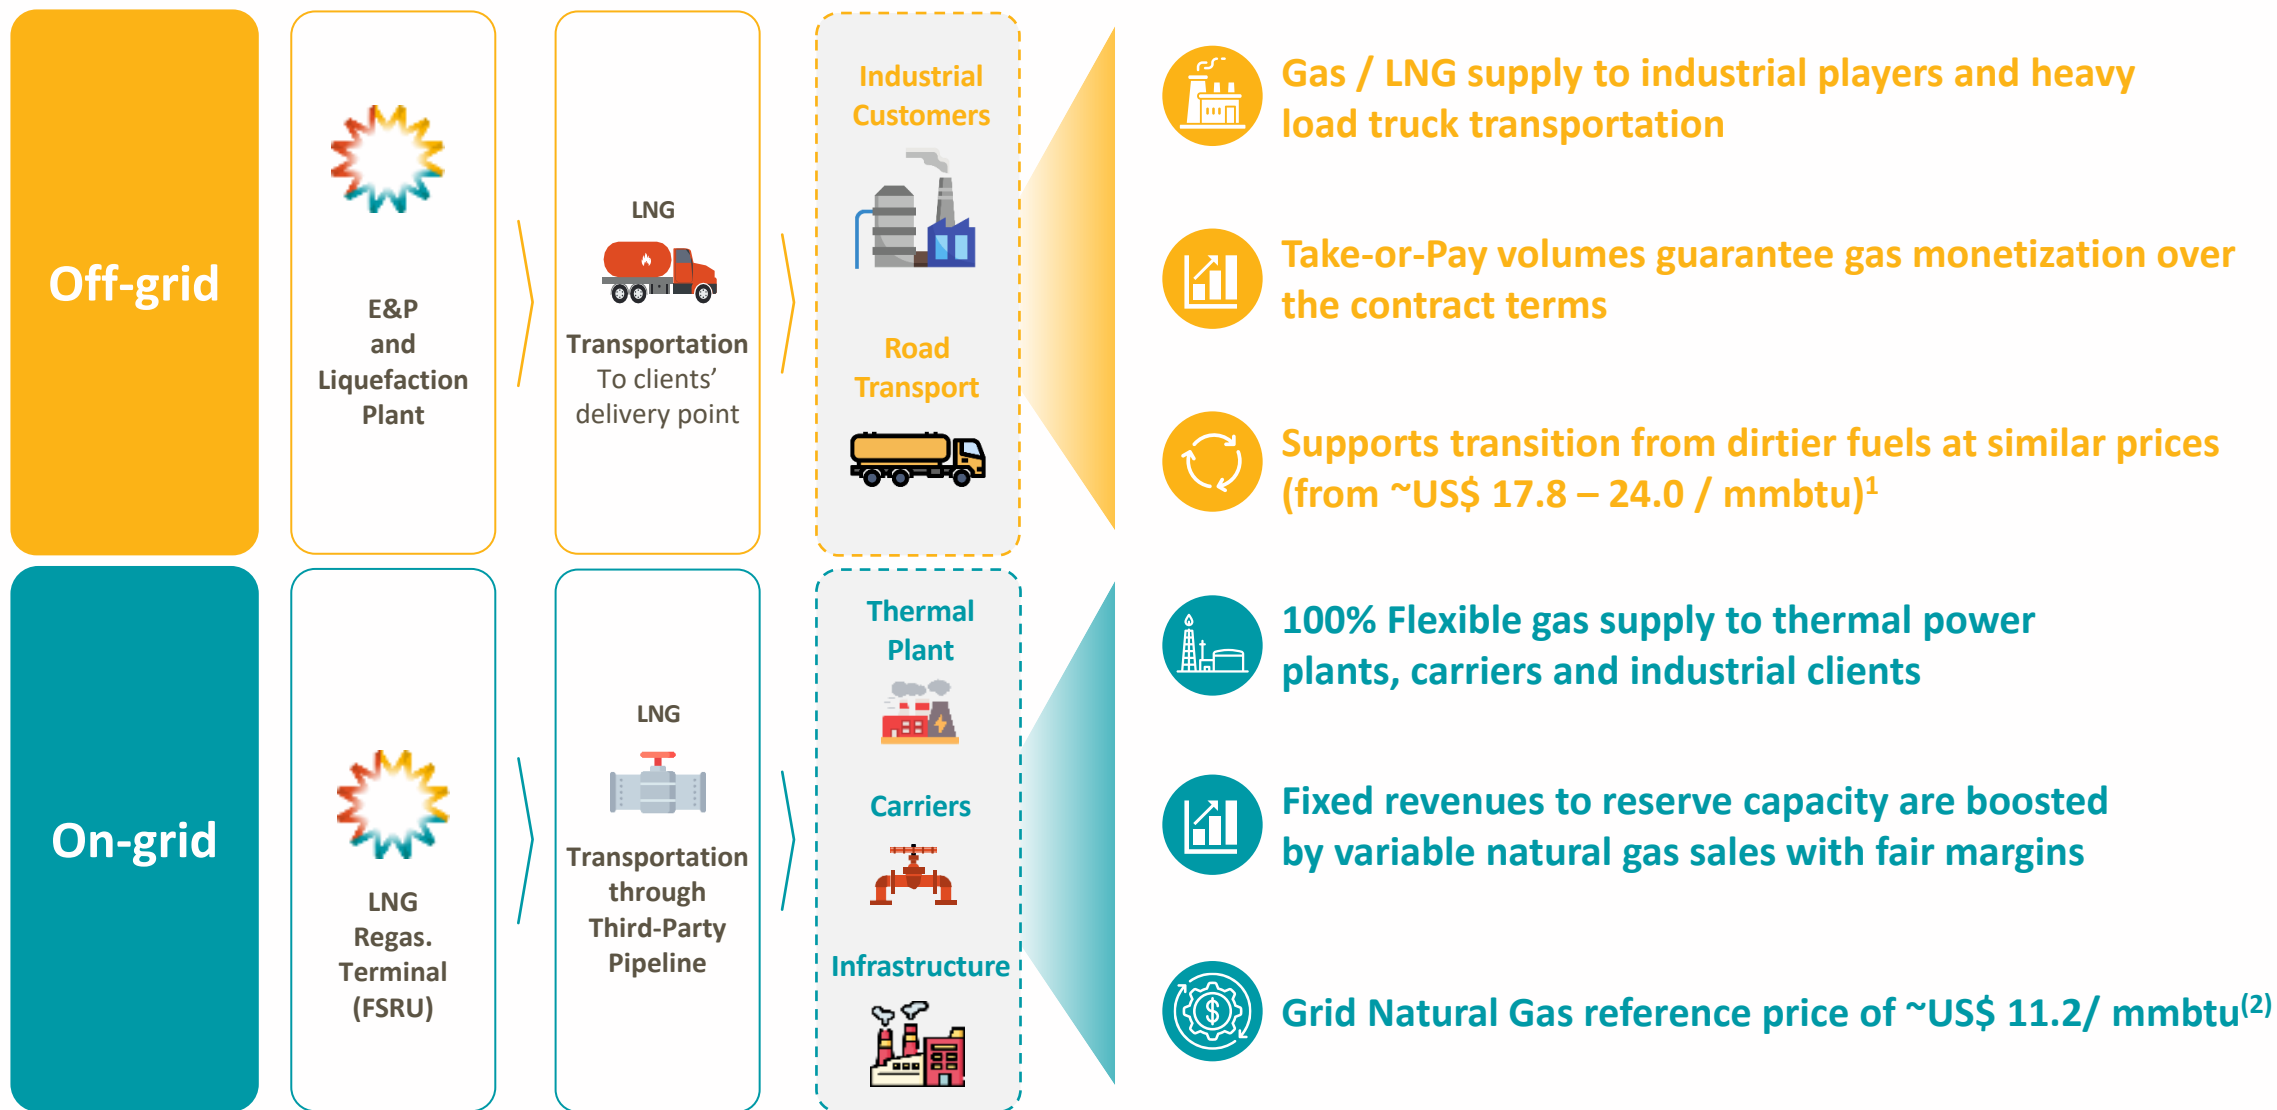 Off-grid
E&P
and
Liquefaction
Plant
LNG
Transportation
To clients’
delivery point
Industrial
Customers
Road
Transport
Gas / LNG supply to industrial players and heavy
load truck transportation
Take-or-Pay volumes guarantee gas monetization over
the contract terms
Supports transition from dirtier fuels at similar prices
(from ~US$ 17.8 – 24.0 / mmbtu)¹
On-grid
LNG
Regas.
Terminal
(FSRU)
LNG
Transportation
through
Third-Party
Pipeline
Thermal
Plant
Carriers
Infrastructure
100% Flexible gas supply to thermal power
plants, carriers and industrial clients
Fixed revenues to reserve capacity are boosted
by variable natural gas sales with fair margins
Grid Natural Gas reference price of ~US$ 11.2/ mmbtu⁽²⁾